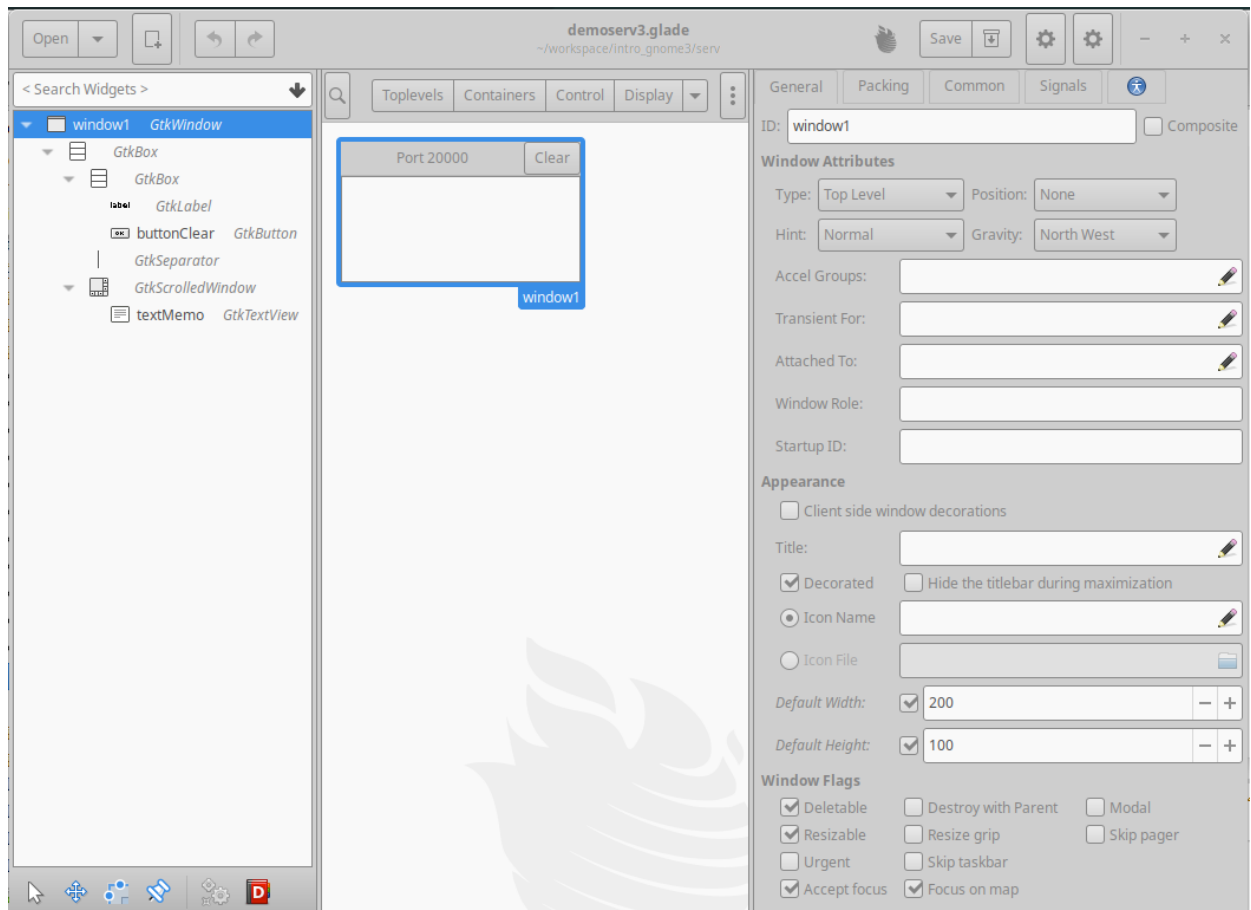 Open
demoserv3.glade
~/workspace/intro_gnome3/serv
Save
< Search Widgets >
window1 GtkWindow
GtkBox
GtkBox
label GtkLabel
OK buttonClear GtkButton
GtkSeparator
GtkScrolledWindow
textMemo GtkTextView
D
Toplevels Containers Control Display
Port 20000 Clear
window1
General Packing Common Signals
ID: window1 Composite
Window Attributes
Type: Top Level Position: None
Hint: Normal Gravity: North West
Accel Groups:
Transient For:
Attached To:
Window Role:
Startup ID:
Appearance
Client side window decorations
Title:
Decorated Hide the titlebar during maximization
Icon Name
Icon File
Default Width: 200
Default Height: 100
Window Flags
Deletable Destroy with Parent Modal
Resizable Resize grip Skip pager
Urgent Skip taskbar
Accept focus Focus on map